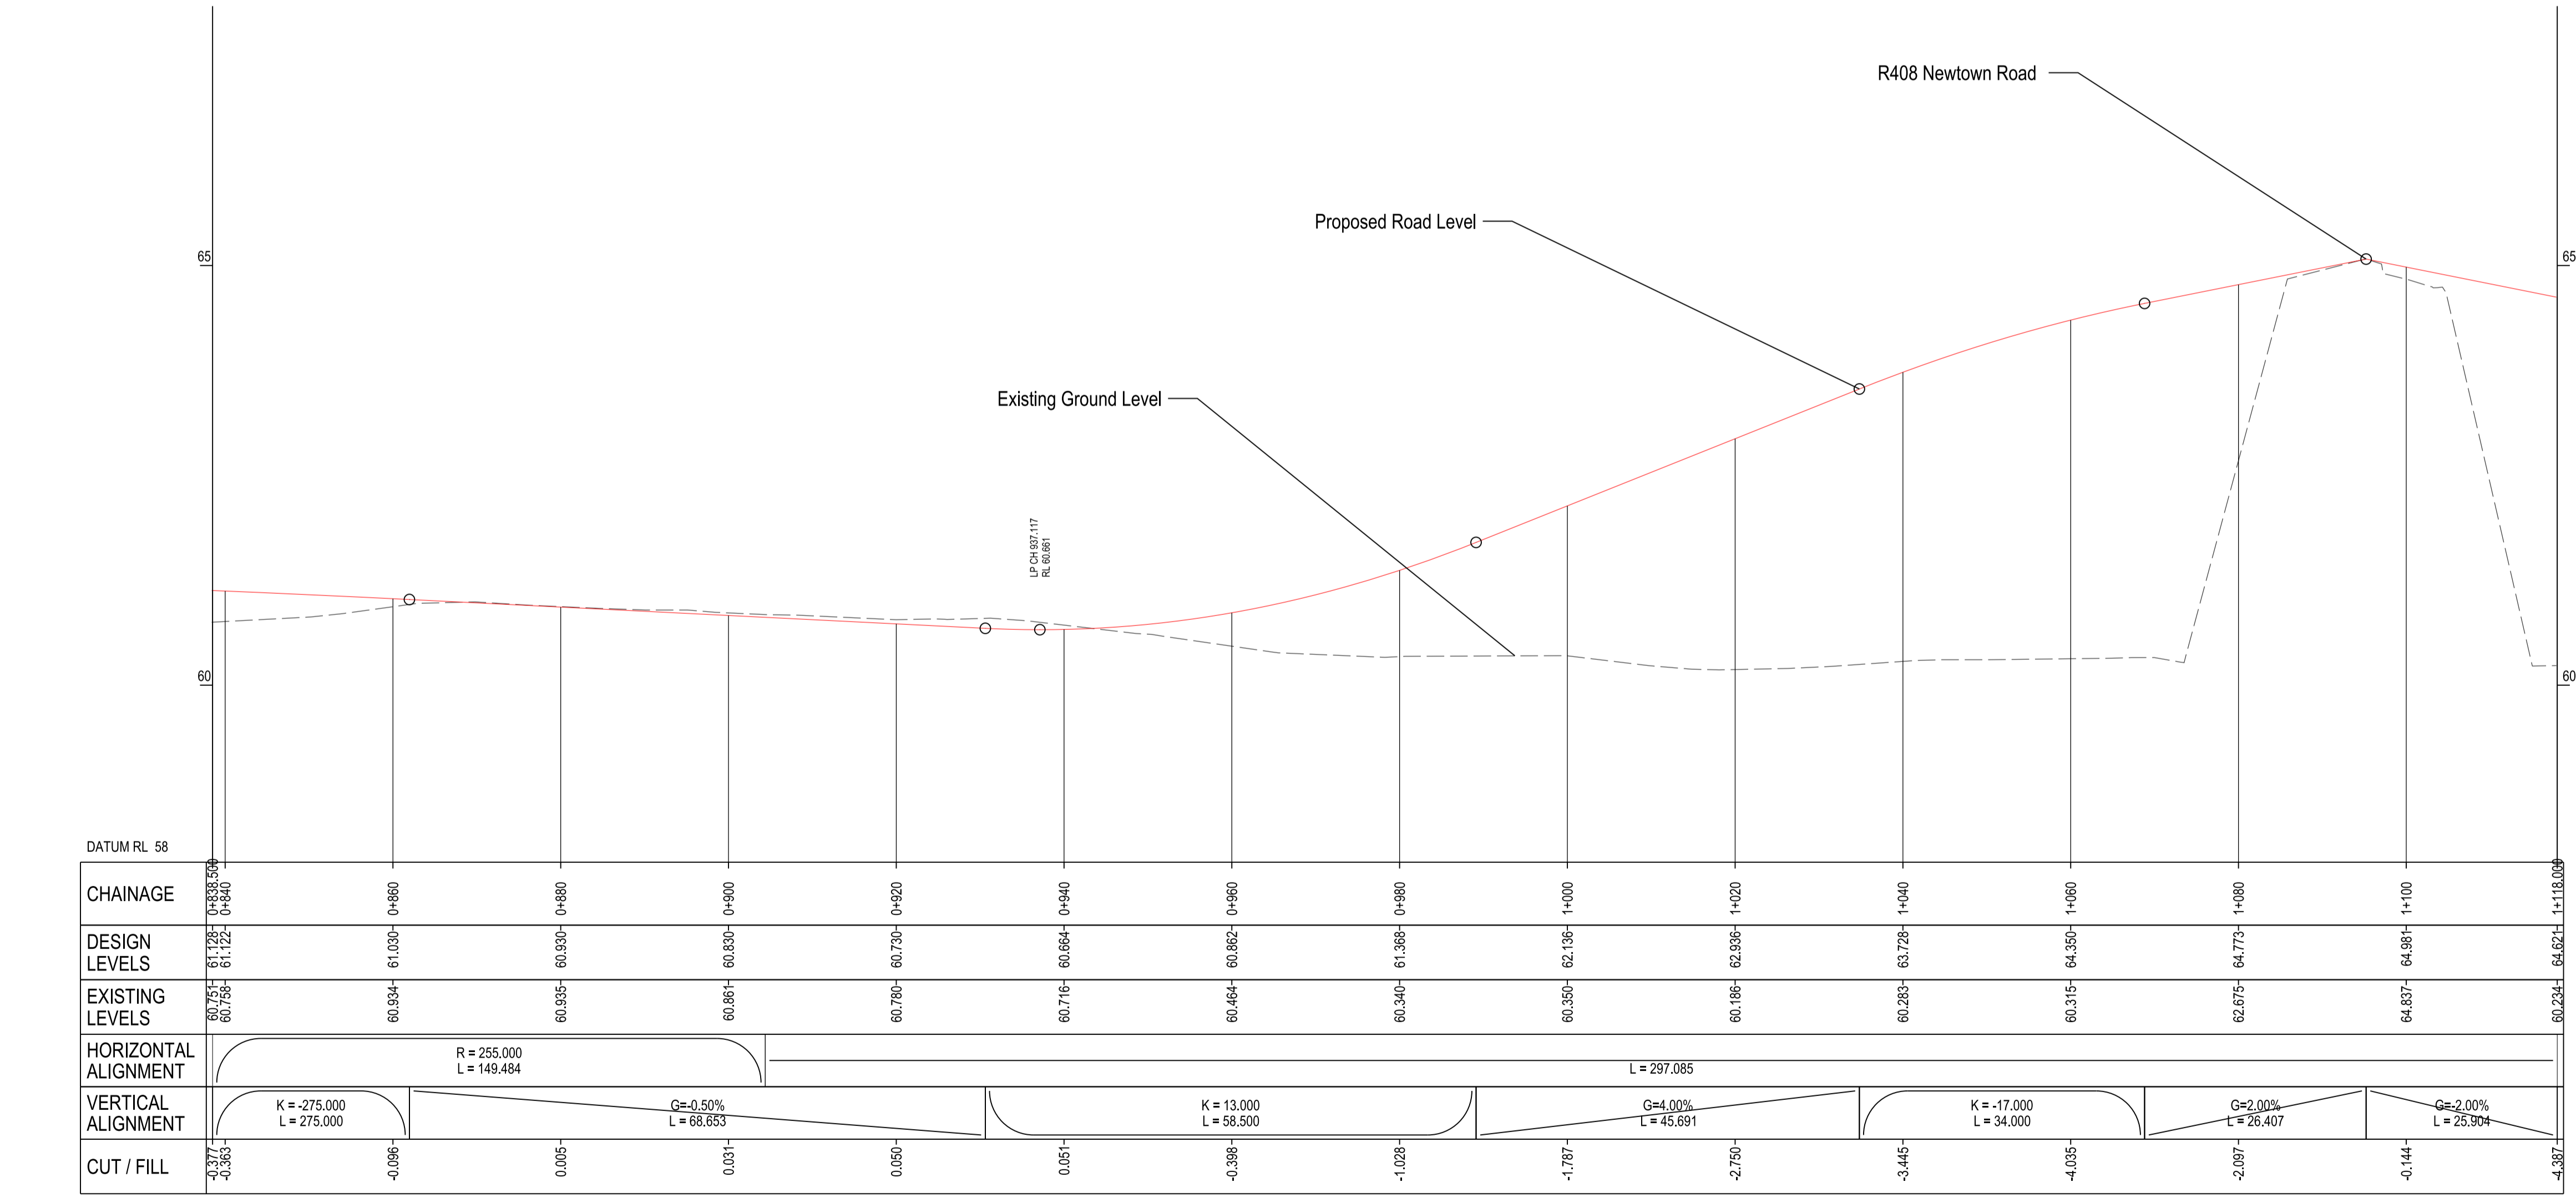 R408 Newtown Road
Proposed Road Level
Existing Ground Level
65
65
60
60
LP CH 937.117
RL 60.661
DATUM RL 58
CHAINAGE
0+838.500 0+840 0+860 0+880 0+900 0+920 0+940 0+960 0+980 1+000 1+020 1+040 1+060 1+080 1+100 1+118.000
DESIGN
LEVELS
61.128 61.122 61.030 60.930 60.830 60.730 60.664 60.862 61.368 62.136 62.936 63.728 64.350 64.773 64.981 64.621
EXISTING
LEVELS
60.751 60.758 60.934 60.935 60.861 60.780 60.716 60.464 60.340 60.350 60.186 60.283 60.315 62.675 64.837 60.234
HORIZONTAL
ALIGNMENT
R = 255.000
L = 149.484
L = 297.085
VERTICAL
ALIGNMENT
K = -275.000
L = 275.000
G=-0.50%
L = 68.653
K = 13.000
L = 58.500
G=4.00%
L = 45.691
K = -17.000
L = 34.000
G=2.00%
L = 26.407
G=-2.00%
L = 25.904
CUT / FILL
-0.377 -0.363 -0.096 0.005 0.031 0.050 0.051 -0.398 -1.028 -1.787 -2.750 -3.445 -4.035 -2.097 -0.144 -4.387